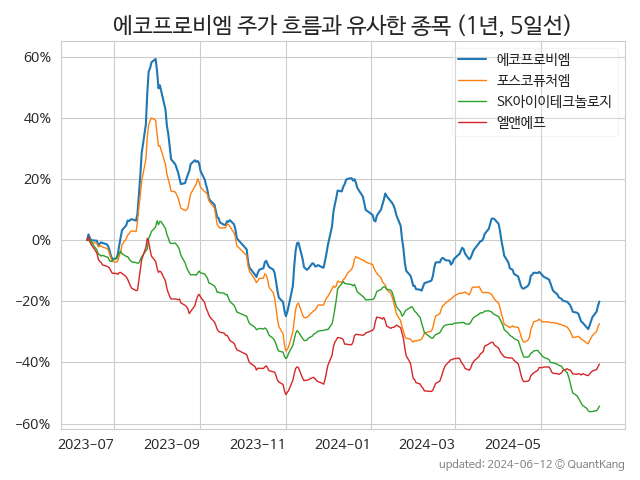 에코프로비엠 주가 흐름과 유사한 종목 (1년, 5일선)
에코프로비엠
포스코퓨처엠
SK아이이테크놀로지
엘앤에프
60%
40%
20%
0%
−20%
−40%
−60%
2023-07
2023-09
2023-11
2024-01
2024-03
2024-05
updated: 2024-06-12 © QuantKang